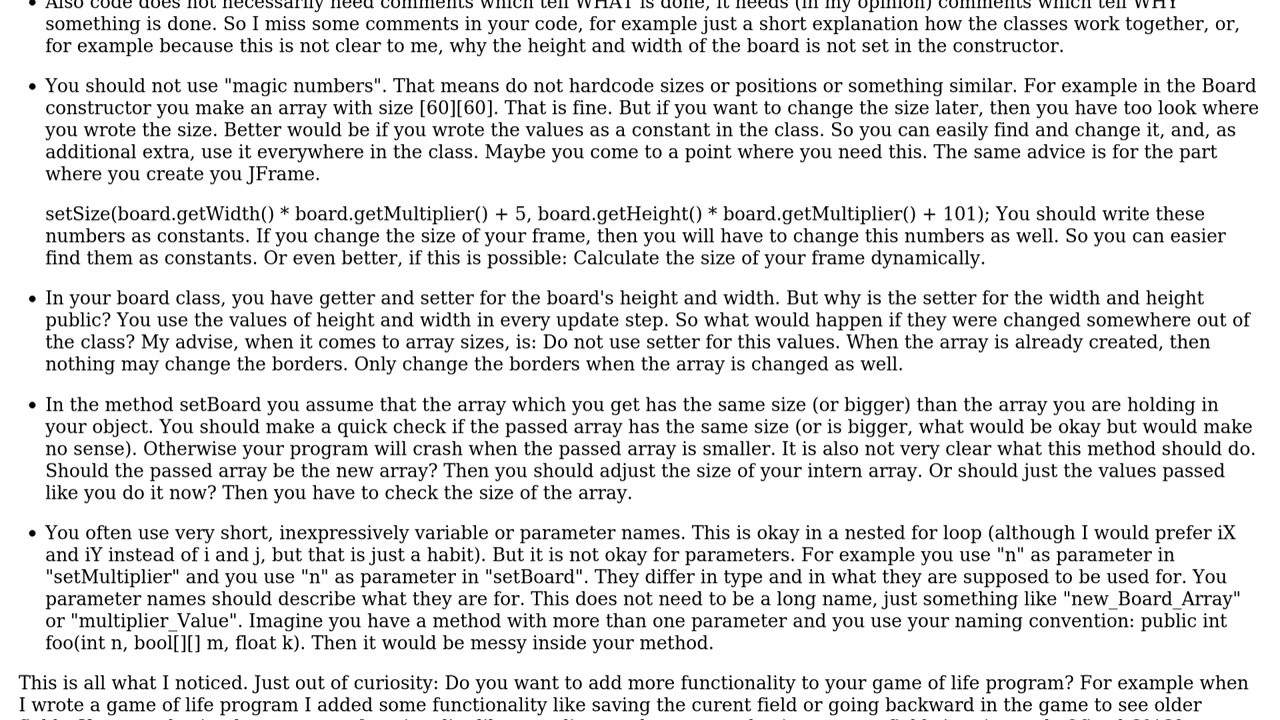 Also code does not necessarily need comments which tell WHAT is done, it needs (in my opinion) comments which tell WHY
something is done. So I miss some comments in your code, for example just a short explanation how the classes work together, or,
for example because this is not clear to me, why the height and width of the board is not set in the constructor.
You should not use "magic numbers". That means do not hardcode sizes or positions or something similar. For example in the Board
constructor you make an array with size [60][60]. That is fine. But if you want to change the size later, then you have too look where
you wrote the size. Better would be if you wrote the values as a constant in the class. So you can easily find and change it, and, as
additional extra, use it everywhere in the class. Maybe you come to a point where you need this. The same advice is for the part
where you create you JFrame.
setSize(board.getWidth() * board.getMultiplier() + 5, board.getHeight() * board.getMultiplier() + 101); You should write these
numbers as constants. If you change the size of your frame, then you will have to change this numbers as well. So you can easier
find them as constants. Or even better, if this is possible: Calculate the size of your frame dynamically.
In your board class, you have getter and setter for the board's height and width. But why is the setter for the width and height
public? You use the values of height and width in every update step. So what would happen if they were changed somewhere out of
the class? My advise, when it comes to array sizes, is: Do not use setter for this values. When the array is already created, then
nothing may change the borders. Only change the borders when the array is changed as well.
In the method setBoard you assume that the array which you get has the same size (or bigger) than the array you are holding in
your object. You should make a quick check if the passed array has the same size (or is bigger, what would be okay but would make
no sense). Otherwise your program will crash when the passed array is smaller. It is also not very clear what this method should do.
Should the passed array be the new array? Then you should adjust the size of your intern array. Or should just the values passed
like you do it now? Then you have to check the size of the array.
You often use very short, inexpressively variable or parameter names. This is okay in a nested for loop (although I would prefer iX
and iY instead of i and j, but that is just a habit). But it is not okay for parameters. For example you use "n" as parameter in
"setMultiplier" and you use "n" as parameter in "setBoard". They differ in type and in what they are supposed to be used for. You
parameter names should describe what they are for. This does not need to be a long name, just something like "new_Board_Array"
or "multiplier_Value". Imagine you have a method with more than one parameter and you use your naming convention: public int
foo(int n, bool[][] m, float k). Then it would be messy inside your method.
This is all what I noticed. Just out of curiosity: Do you want to add more functionality to your game of life program? For example when
I wrote a game of life program I added some functionality like saving the curent field or going backward in the game to see older